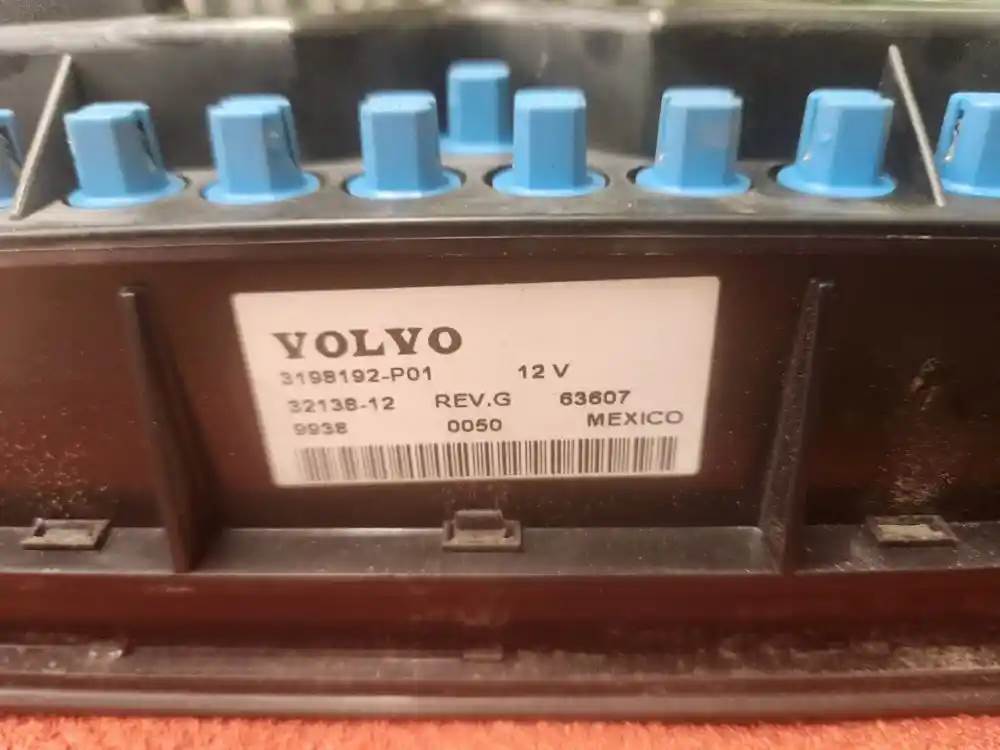 VOLVO
3198192-P01 12 V
32138-12 REV.G 63607
9938 0050 MEXICO